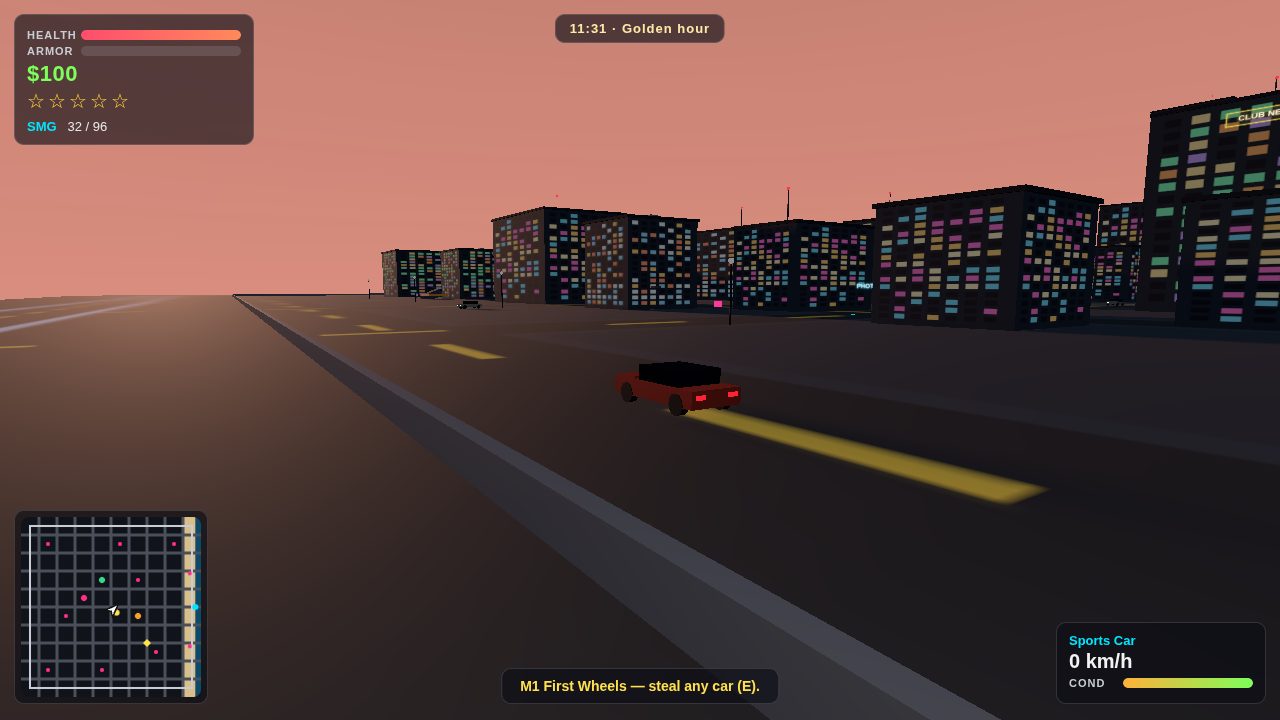 HEALTH
ARMOR
$100
☆☆☆☆☆
SMG 32 / 96
11:31 · Golden hour
CLUB NE
PHOT
M1 First Wheels — steal any car (E).
Sports Car
0 km/h
COND